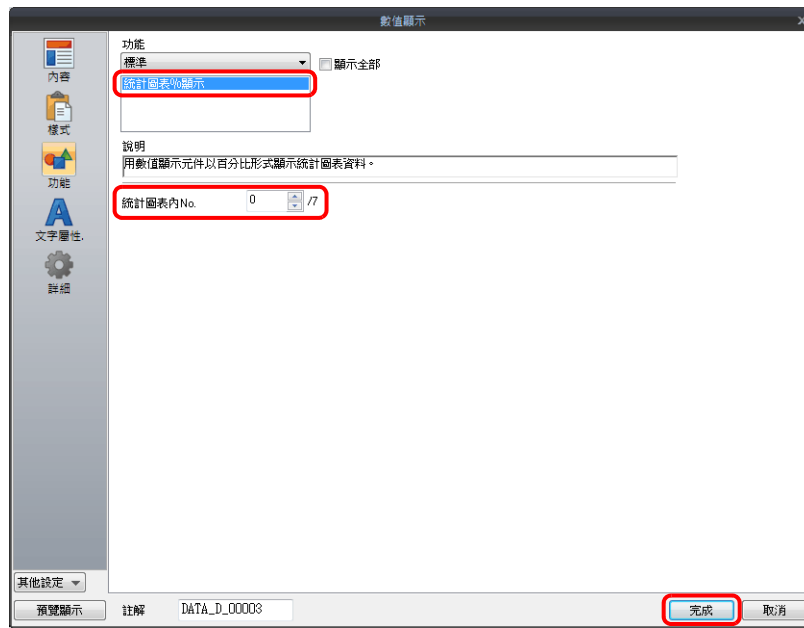 數值顯示
內容
樣式
功能
文字屬性.
詳細
功能
標準
顯示全部
統計圖表%顯示
說明
用數值顯示元件以百分比形式顯示統計圖表資料。
統計圖表內No. 0 /7
其他設定
預覽顯示
註解 DATA_D_00003
完成
取消